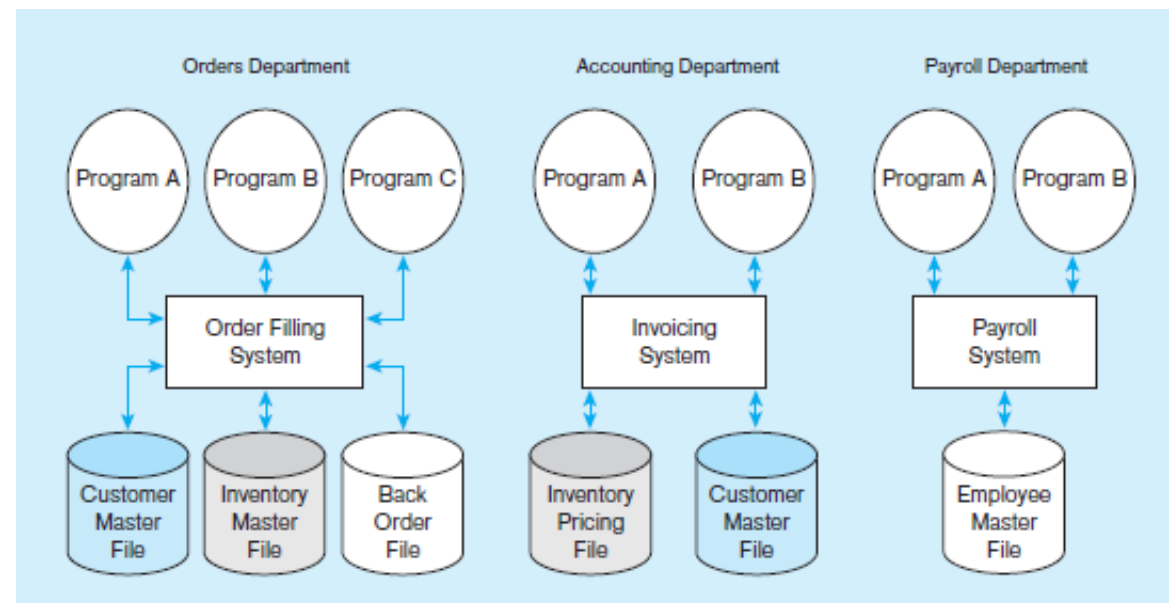 Orders Department
Accounting Department
Payroll Department
Program A
Program B
Program C
Program A
Program B
Program A
Program B
Order Filling
System
Invoicing
System
Payroll
System
Customer
Master
File
Inventory
Master
File
Back
Order
File
Inventory
Pricing
File
Customer
Master
File
Employee
Master
File